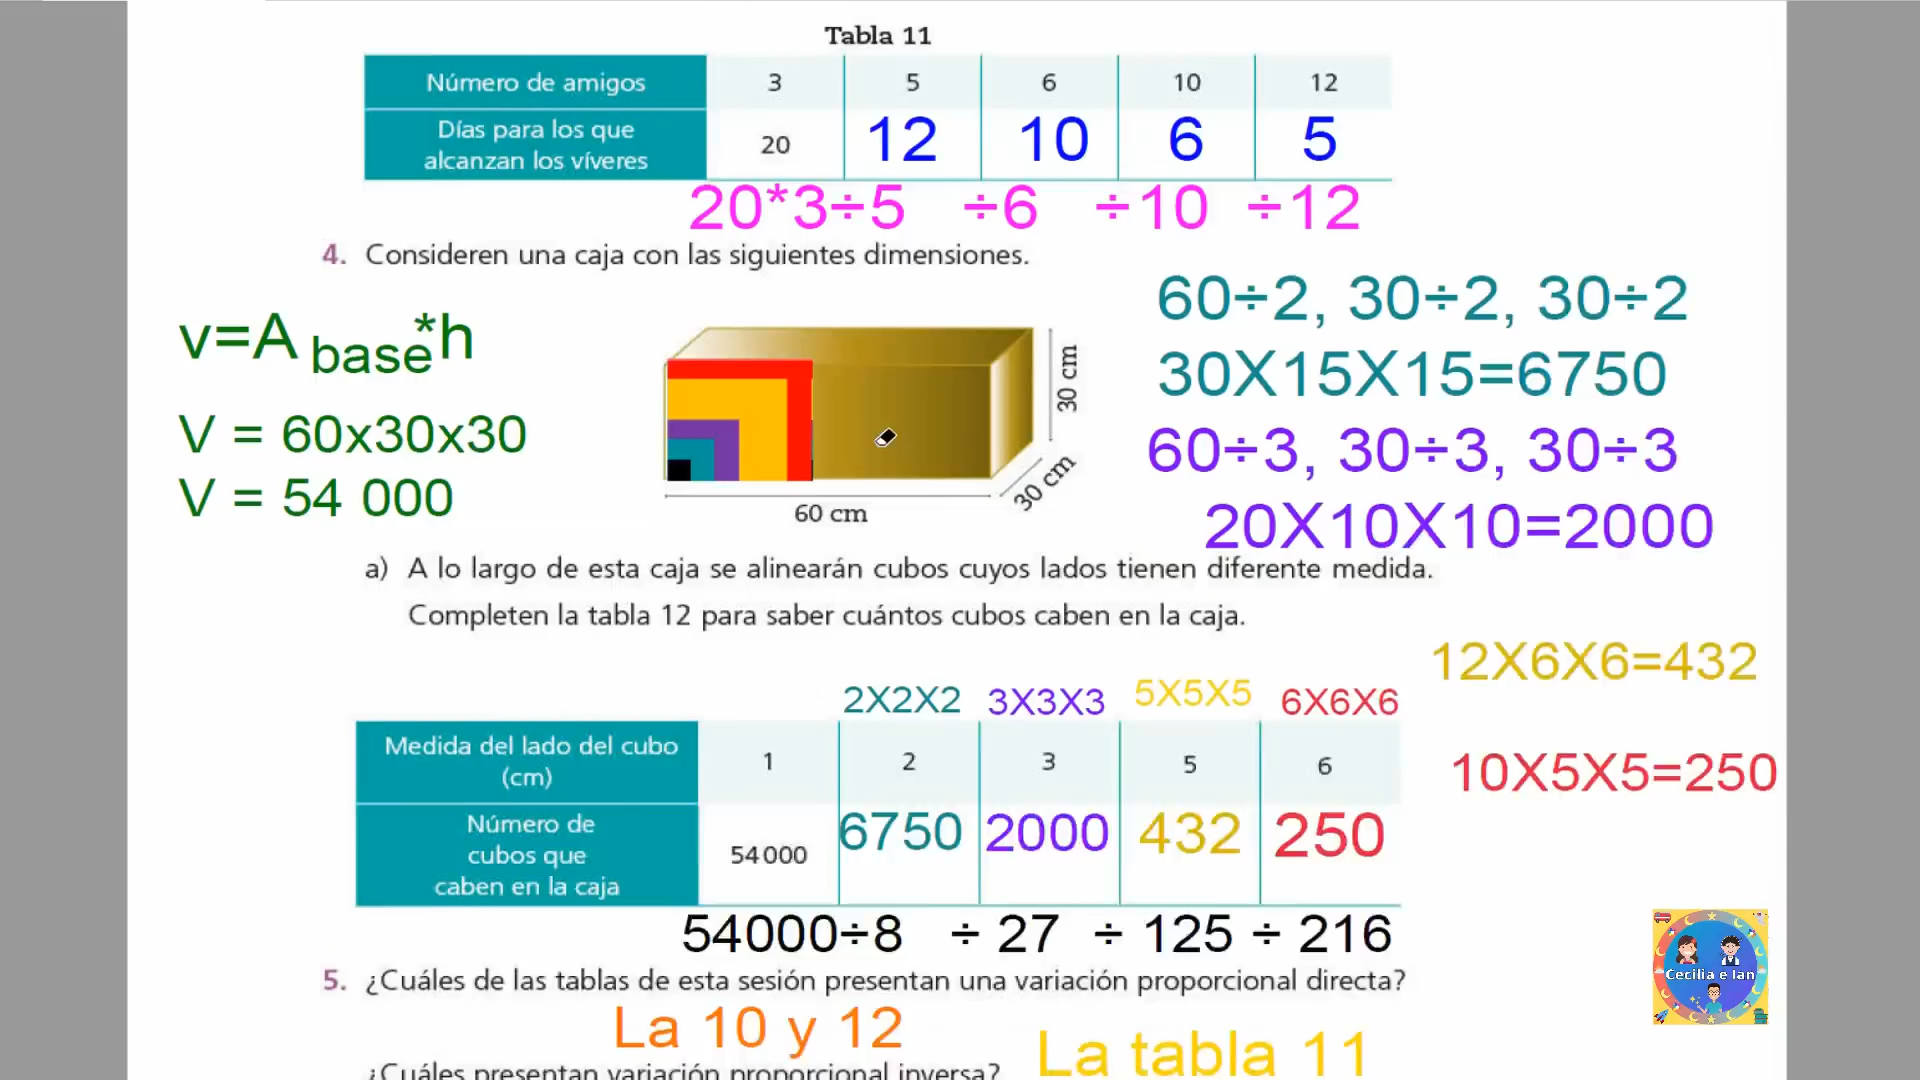 Tabla 11
Número de amigos 3 5 6 10 12
Días para los que
alcanzan los víveres 20 12 10 6 5
20*3÷5 ÷6 ÷10 ÷12
4. Consideren una caja con las siguientes dimensiones.
v=A base*h
V = 60x30x30
V = 54 000
30 cm
30 cm
60 cm
60÷2, 30÷2, 30÷2
30X15X15=6750
60÷3, 30÷3, 30÷3
20X10X10=2000
a) A lo largo de esta caja se alinearán cubos cuyos lados tienen diferente medida.
Completen la tabla 12 para saber cuántos cubos caben en la caja.
12X6X6=432
2X2X2 3X3X3 5X5X5 6X6X6
Medida del lado del cubo
(cm) 1 2 3 5 6
10X5X5=250
Número de
cubos que
caben en la caja 54 000 6750 2000 432 250
54000÷8 ÷ 27 ÷ 125 ÷ 216
Cecilia e Ian
5. ¿Cuáles de las tablas de esta sesión presentan una variación proporcional directa?
La 10 y 12
La tabla 11
¿Cuáles presentan variación proporcional inversa?